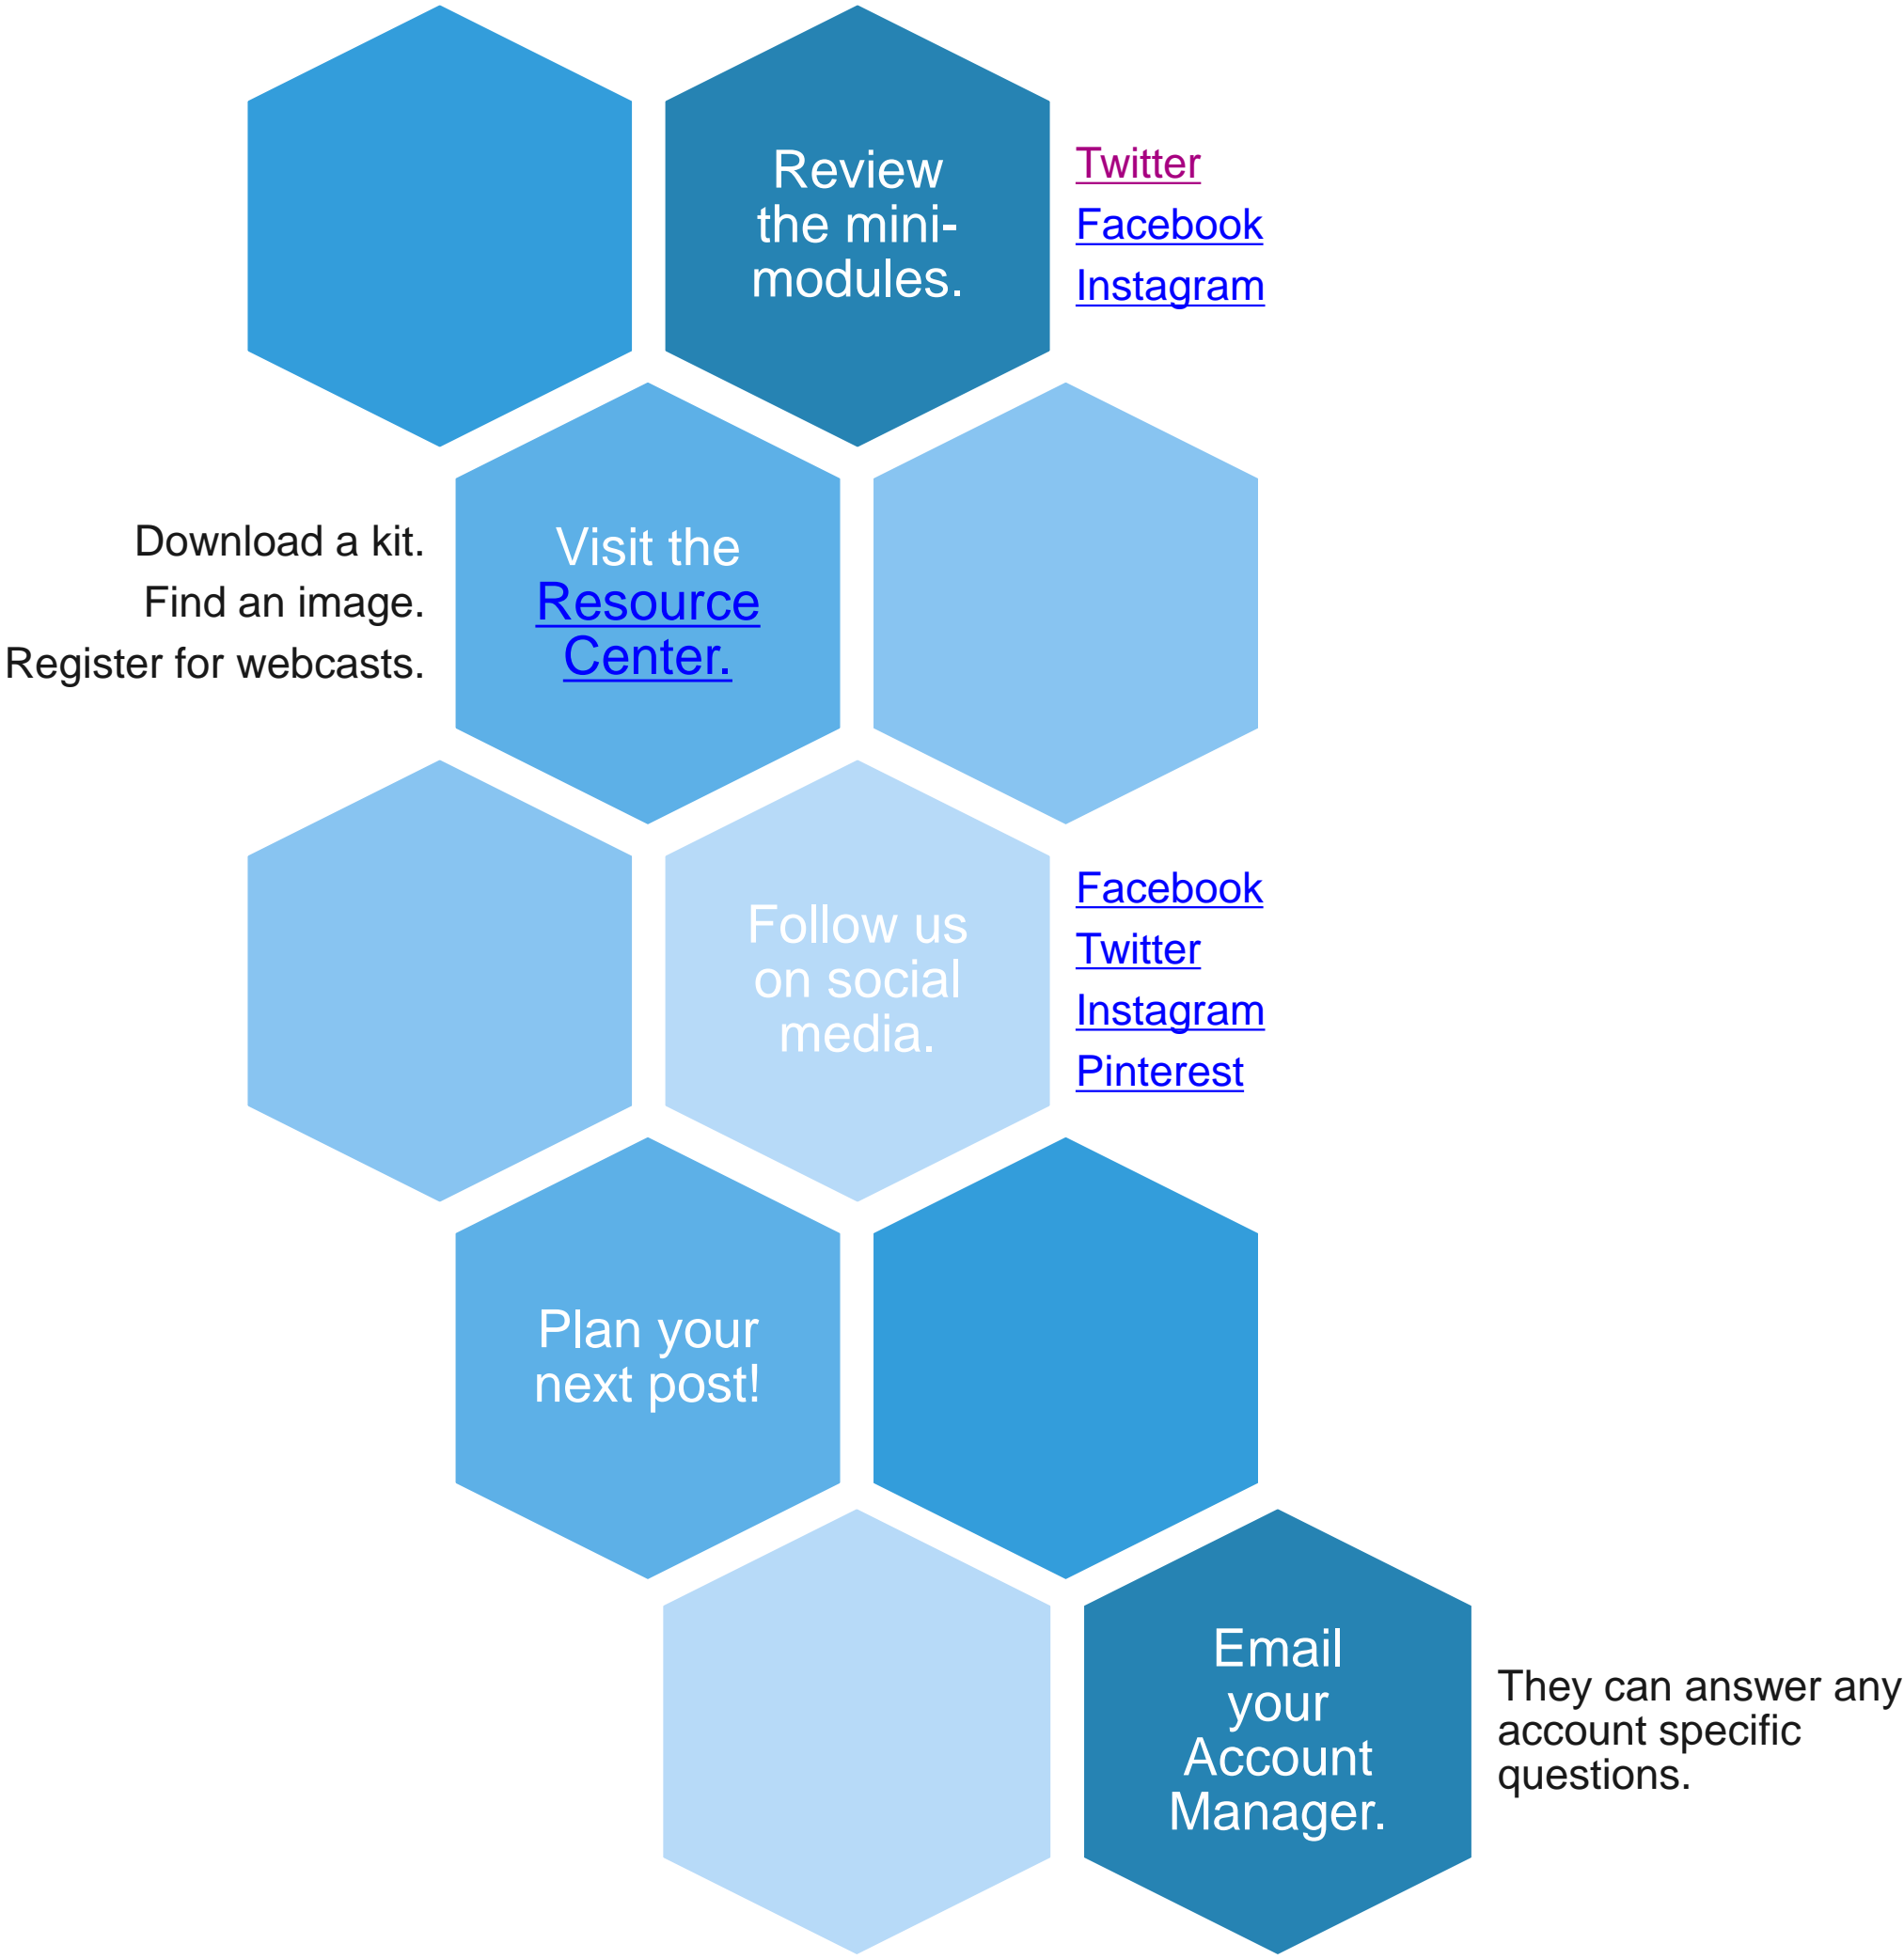 Review
the mini-
modules.
Twitter
Facebook
Instagram
Download a kit.
Find an image.
Register for webcasts.
Visit the
Resource
Center.
Follow us
on social
media.
Facebook
Twitter
Instagram
Pinterest
Plan your
next post!
Email
your
Account
Manager.
They can answer any
account specific
questions.